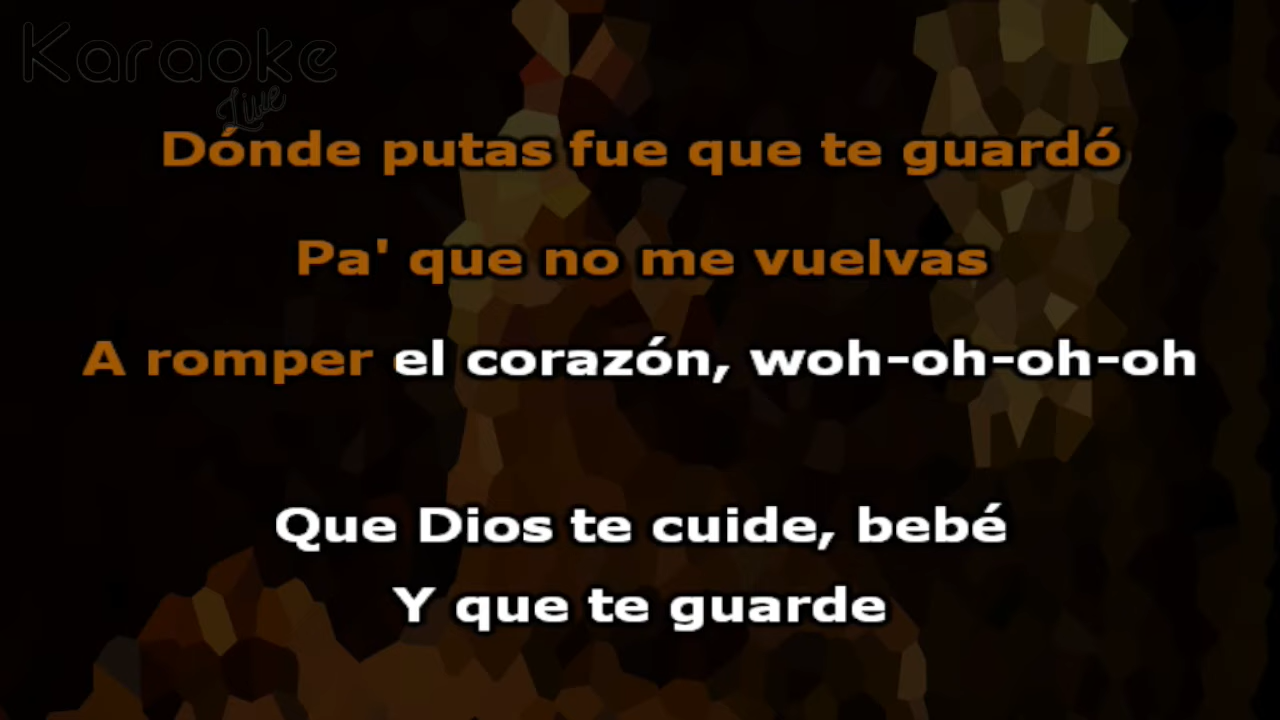 Karaoke
Live
Dónde putas fue que te guardó
Pa' que no me vuelvas
A romper el corazón, woh-oh-oh-oh
Que Dios te cuide, bebé
Y que te guarde